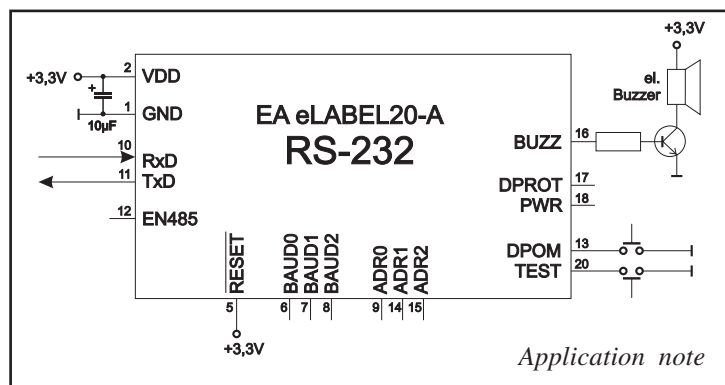 +3,3V
el.
Buzzer
+3,3V
2
VDD
+
10µF
1
GND
EA eLABEL20-A
RS-232
10
RxD
11
TxD
12
EN485
BUZZ
16
DPROT
17
PWR
18
DPOM
13
TEST
20
RESET
BAUD0
BAUD1
BAUD2
ADR0
ADR1
ADR2
5
6
7
8
9
14
15
+3,3V
Application note